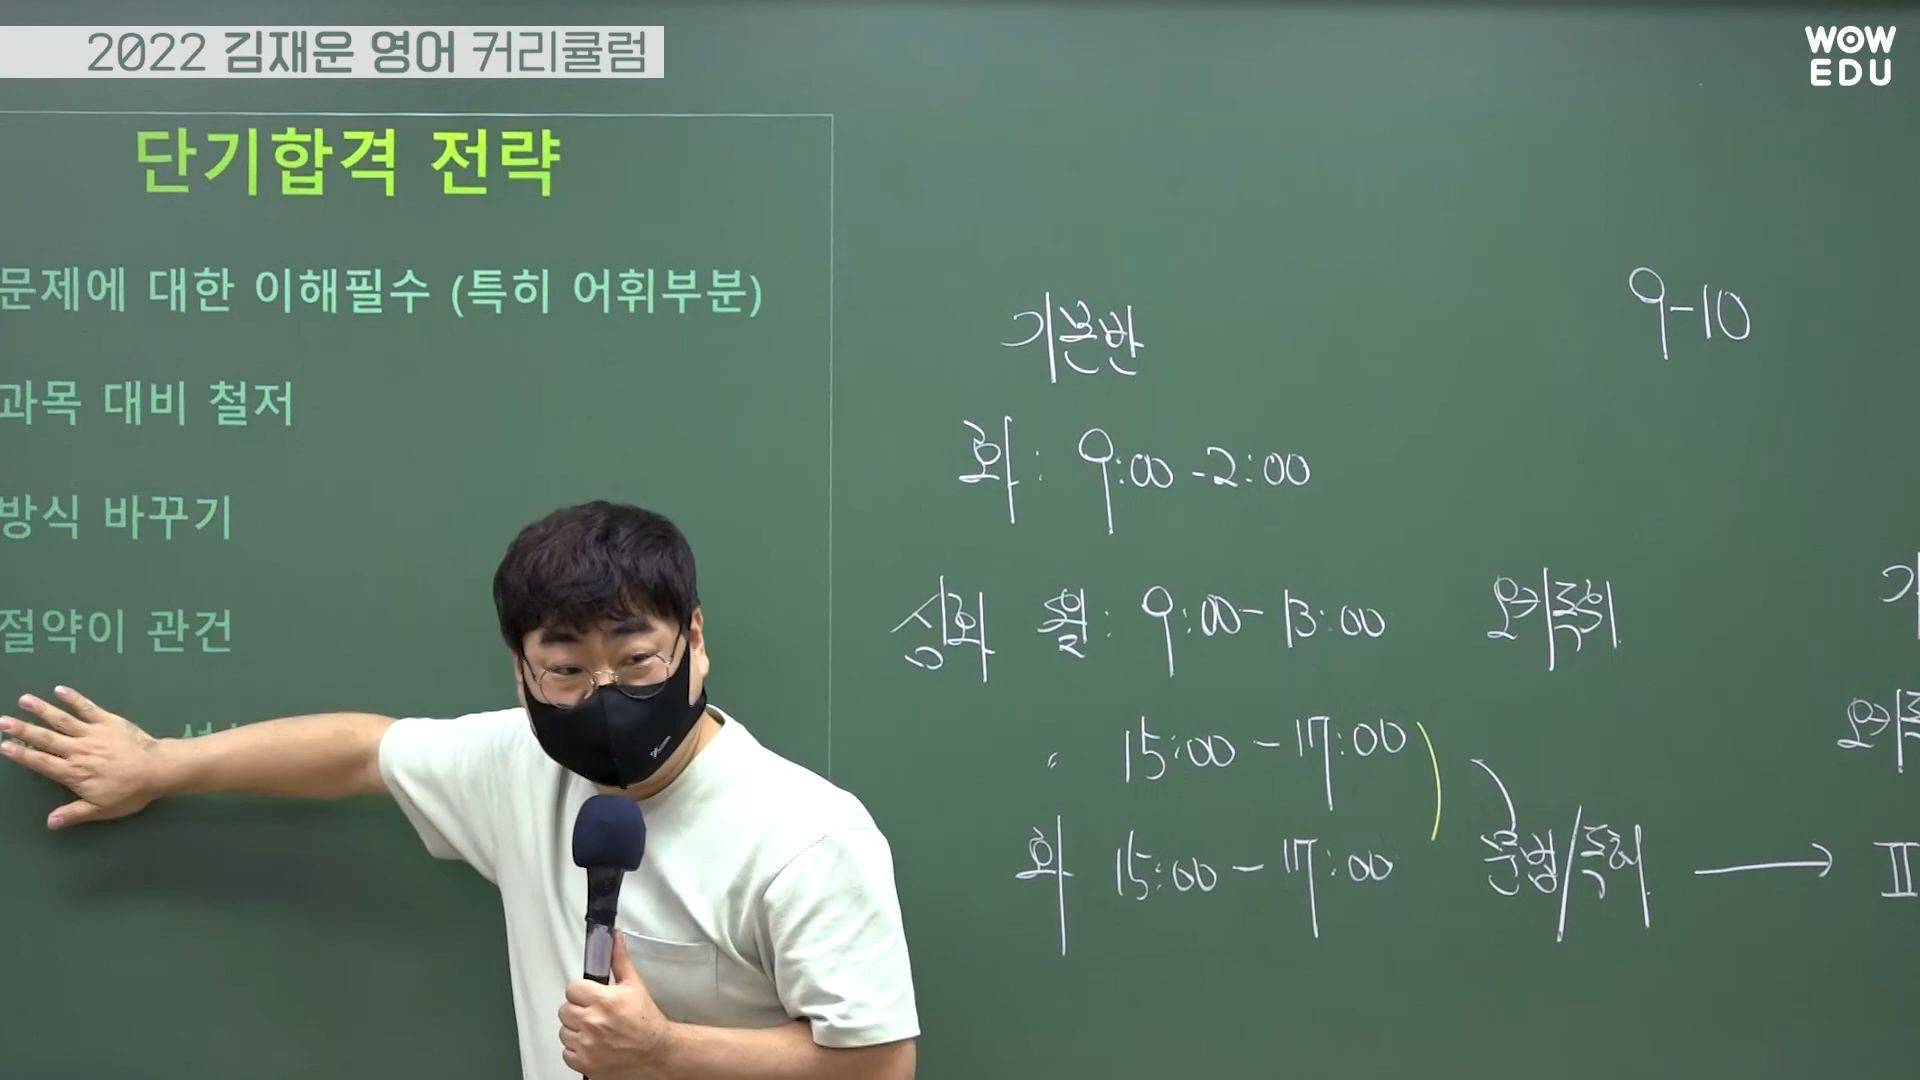 2022 김재운 영어 커리큘럼
WOW
EDU
단기합격 전략
문제에 대한 이해필수 (특히 어휘부분)
과목 대비 철저
방식 바꾸기
절약이 관건
9-10
기본반
화: 9:00-2:00
심화 월: 9:00-13:00
〃 15:00-17:00
화 15:00-17:00 문법/독해 → II